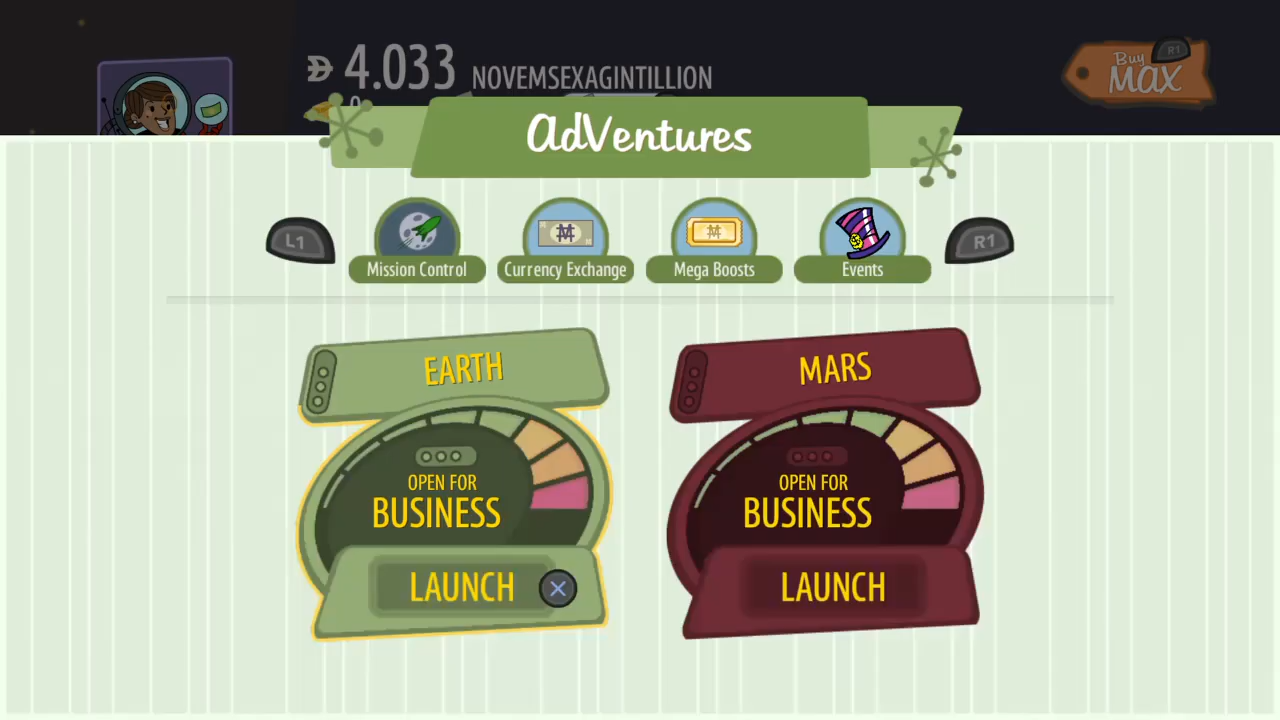 4.033 NOVEMSEXAGINTILLION
0
Buy R1
MAX
adVentures
L1
R1
Mission Control
Currency Exchange
Mega Boosts
Events
EARTH
OPEN FOR
BUSINESS
LAUNCH
MARS
OPEN FOR
BUSINESS
LAUNCH